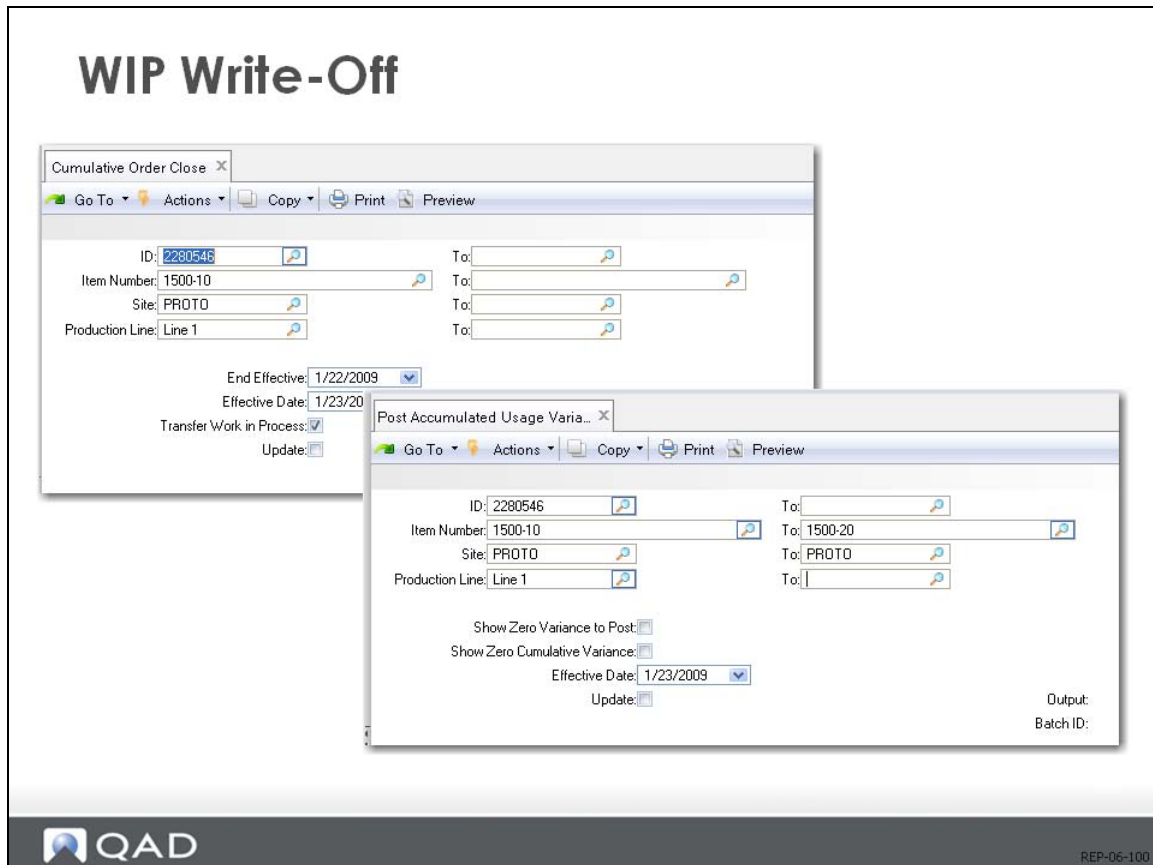 WIP Write-Off
Cumulative Order Close X
Go To Actions Copy Print Preview
ID: 2280546 To:
Item Number: 1500-10 To:
Site: PROTO To:
Production Line: Line 1 To:
End Effective: 1/22/2009
Effective Date: 1/23/20
Transfer Work in Process:
Update:
Post Accumulated Usage Varia... X
Go To Actions Copy Print Preview
ID: 2280546 To:
Item Number: 1500-10 To: 1500-20
Site: PROTO To: PROTO
Production Line: Line 1 To:
Show Zero Variance to Post:
Show Zero Cumulative Variance:
Effective Date: 1/23/2009
Update: Output:
Batch ID:
QAD
REP-06-100